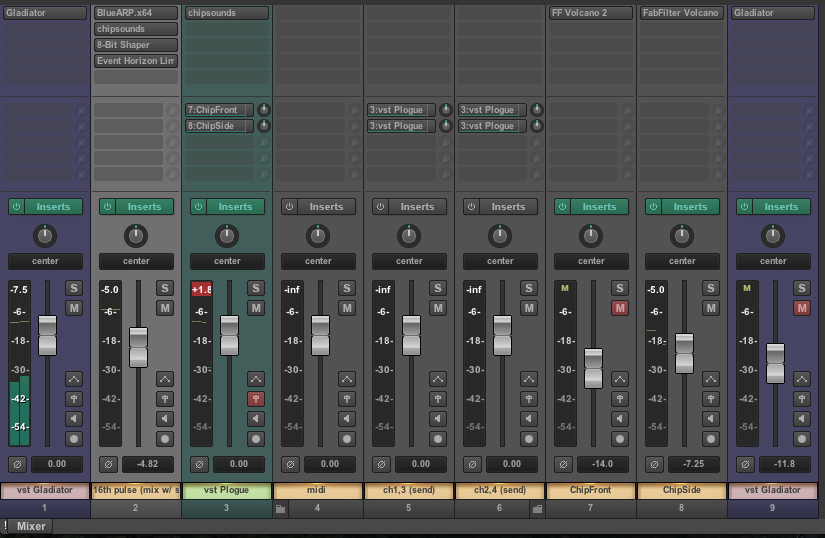 Gladiator BlueARP.x64 chipsounds FF Volcano 2 FabFilter Volcano Gladiator
chipsounds
8-Bit Shaper
Event Horizon Lim
7:ChipFront 3:vst Plogue 3:vst Plogue
8:ChipSide 3:vst Plogue 3:vst Plogue
Inserts Inserts Inserts Inserts Inserts Inserts Inserts Inserts Inserts
center center center center center center center center center
-7.5 S -5.0 S +1.8 S -inf S -inf S -inf S M S -5.0 S M S
-6- M -6- M -6- M -6- M -6- M -6- M -6- M -6- M -6- M
-18- -18- -18- -18- -18- -18- -18- -18- -18-
-30- -30- -30- -30- -30- -30- -30- -30- -30-
-42- -42- -42- -42- -42- -42- -42- -42- -42-
-54- -54- -54- -54- -54- -54- -54- -54- -54-
0.00 -4.82 0.00 0.00 0.00 0.00 -14.0 -7.25 -11.8
vst Gladiator 16th pulse (mix w/ s vst Plogue midi ch1,3 (send) ch2,4 (send) ChipFront ChipSide vst Gladiator
1 2 3 4 5 6 7 8 9
! Mixer